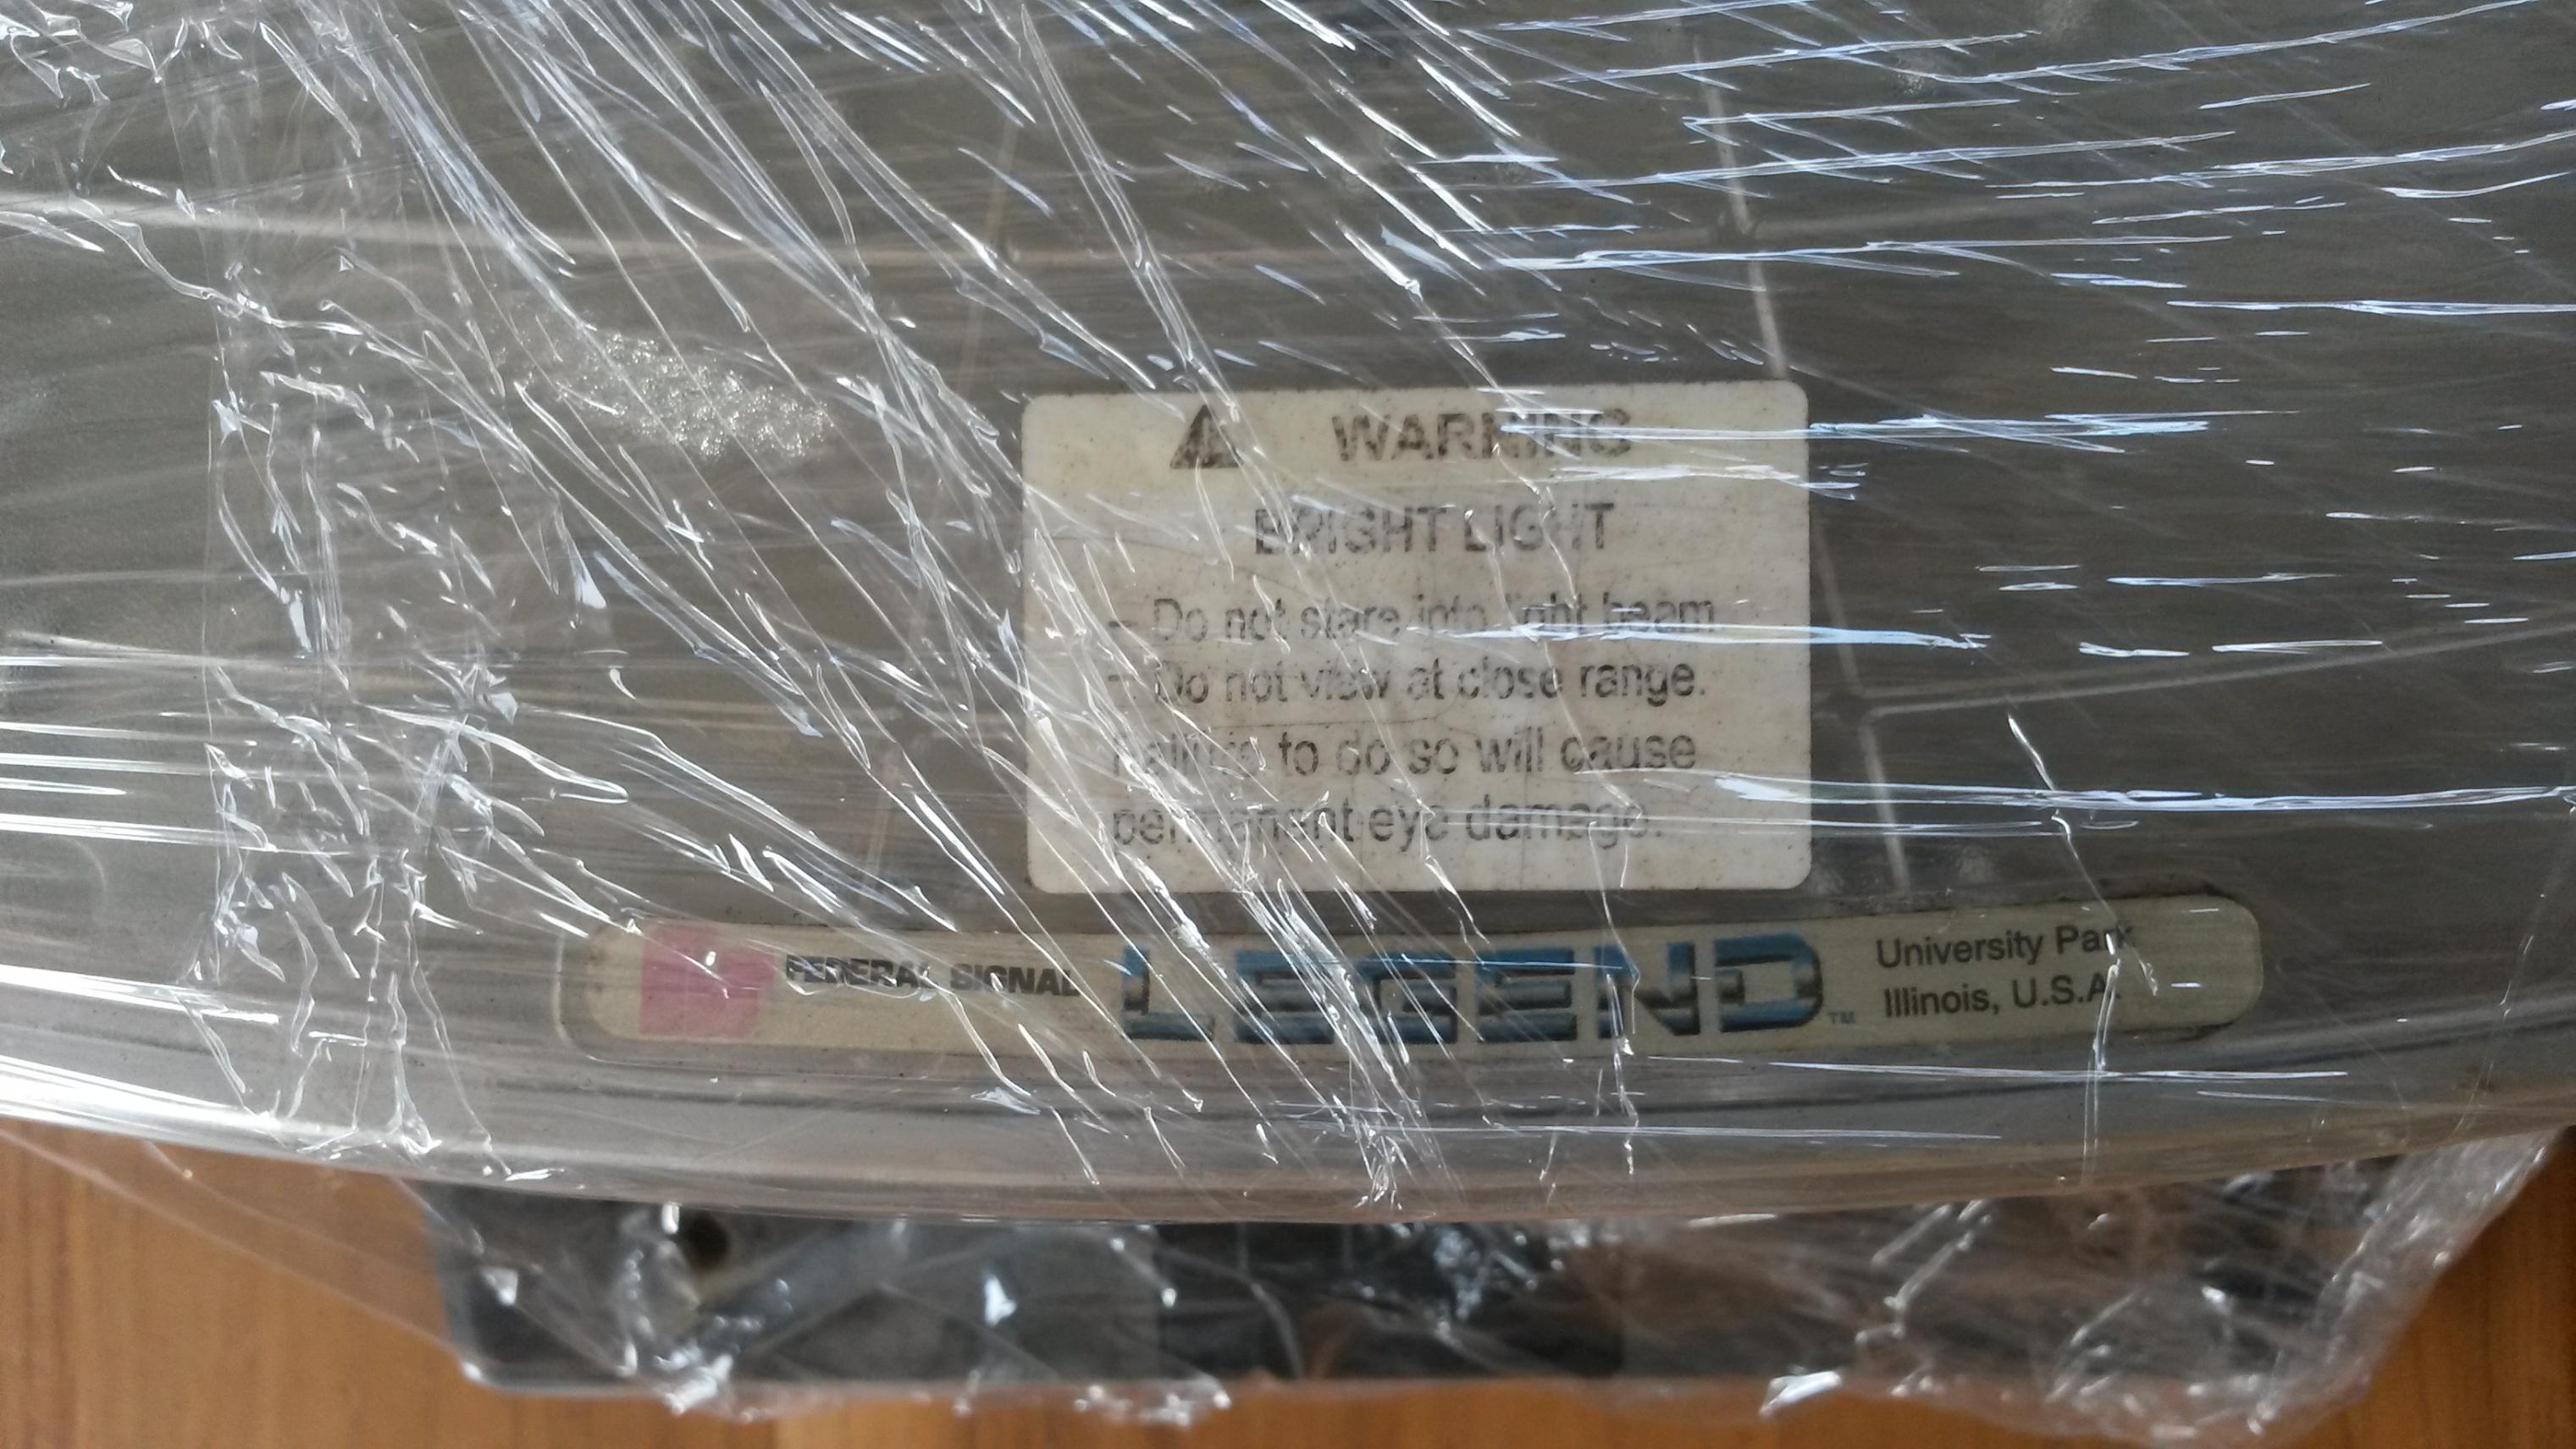 ⚠ WARNING
BRIGHT LIGHT
- Do not stare into light beam
- Do not view at close range.
Failure to do so will cause
permanent eye damage.
FEDERAL SIGNAL
LEGEND™
University Park
Illinois, U.S.A.